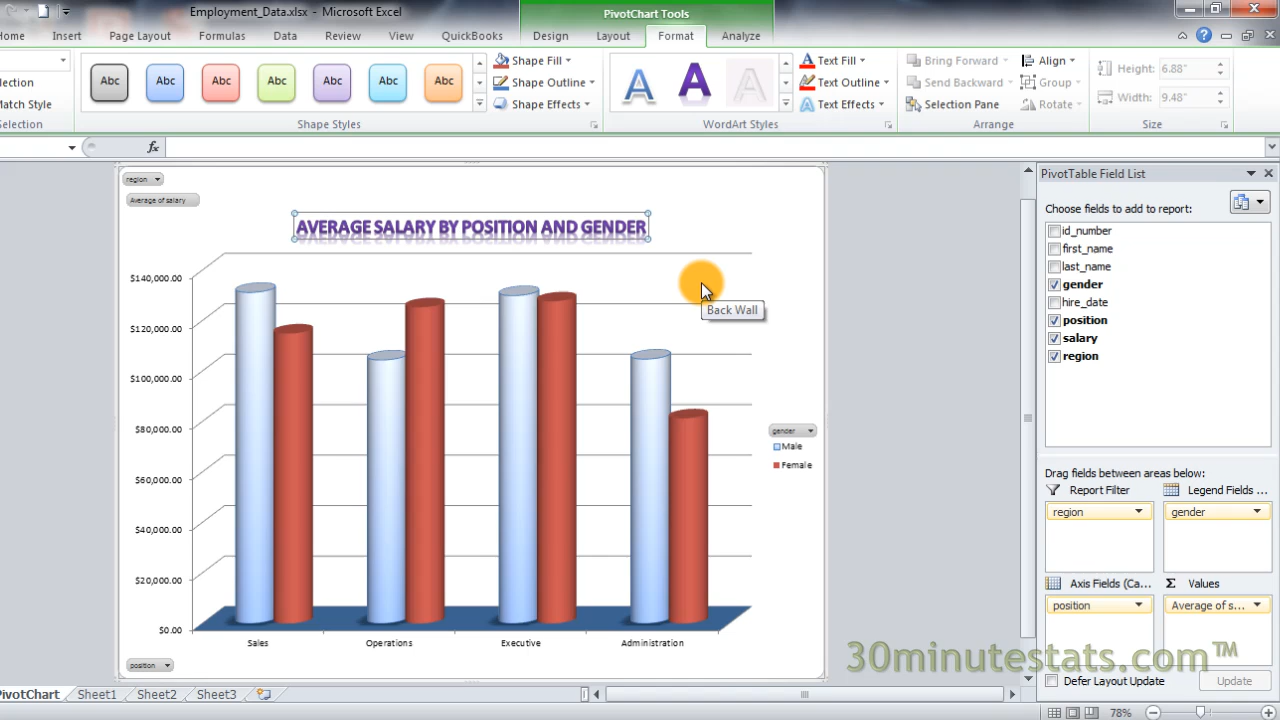 Employment_Data.xlsx - Microsoft Excel
PivotChart Tools
ome Insert Page Layout Formulas Data Review View QuickBooks Design Layout Format Analyze
lection
Match Style
election
Abc Abc Abc Abc Abc Abc Abc
Shape Fill
Shape Outline
Shape Effects
Shape Styles
A A A
Text Fill
Text Outline
Text Effects
WordArt Styles
Bring Forward
Send Backward
Selection Pane
Align
Group
Rotate
Arrange
Height: 6.88"
Width: 9.48"
Size
fx
region
Average of salary
AVERAGE SALARY BY POSITION AND GENDER
$140,000.00
$120,000.00
$100,000.00
$80,000.00
$60,000.00
$40,000.00
$20,000.00
$0.00
Back Wall
gender
Male
Female
Sales Operations Executive Administration
position
PivotTable Field List
Choose fields to add to report:
id_number
first_name
last_name
gender
hire_date
position
salary
region
Drag fields between areas below:
Report Filter
Legend Fields ...
region
gender
Axis Fields (Ca...
Σ Values
position
Average of s...
30minutestats.com™
Defer Layout Update
Update
PivotChart Sheet1 Sheet2 Sheet3
78%